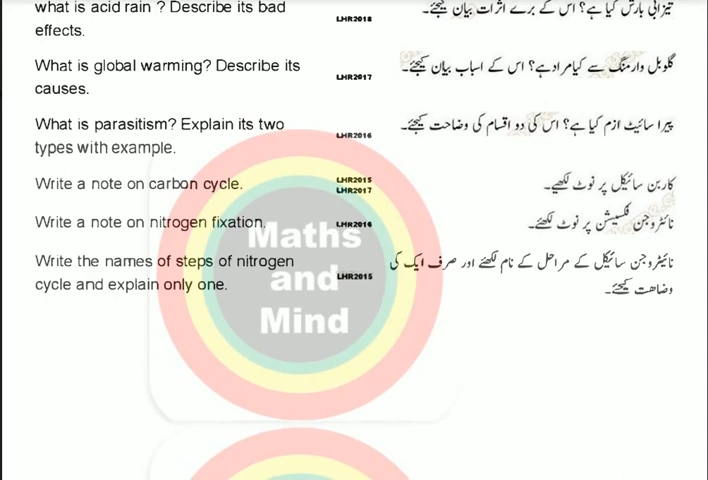 what is acid rain ? Describe its bad
effects.
LHR2018
تیزابی بارش کیا ہے؟ اس کے برے اثرات بیان کیجئے۔
What is global warming? Describe its
causes.
LHR2017
گلوبل وارمنگ سے کیا مراد ہے؟ اس کے اسباب بیان کیجئے۔
What is parasitism? Explain its two
types with example.
LHR2016
پیرا سائیٹ ازم کیا ہے؟ اس کی دو اقسام کی وضاحت کیجئے۔
Write a note on carbon cycle.
LHR2015
LHR2017
کاربن سائیکل پر نوٹ لکھیے۔
Write a note on nitrogen fixation.
LHR2016
نائٹروجن فکسیشن پر نوٹ لکھئے۔
Write the names of steps of nitrogen
cycle and explain only one.
LHR2015
نائیٹروجن سائیکل کے مراحل کے نام لکھئے اور صرف ایک کی
وضاھت کیجئے۔
Maths
and
Mind